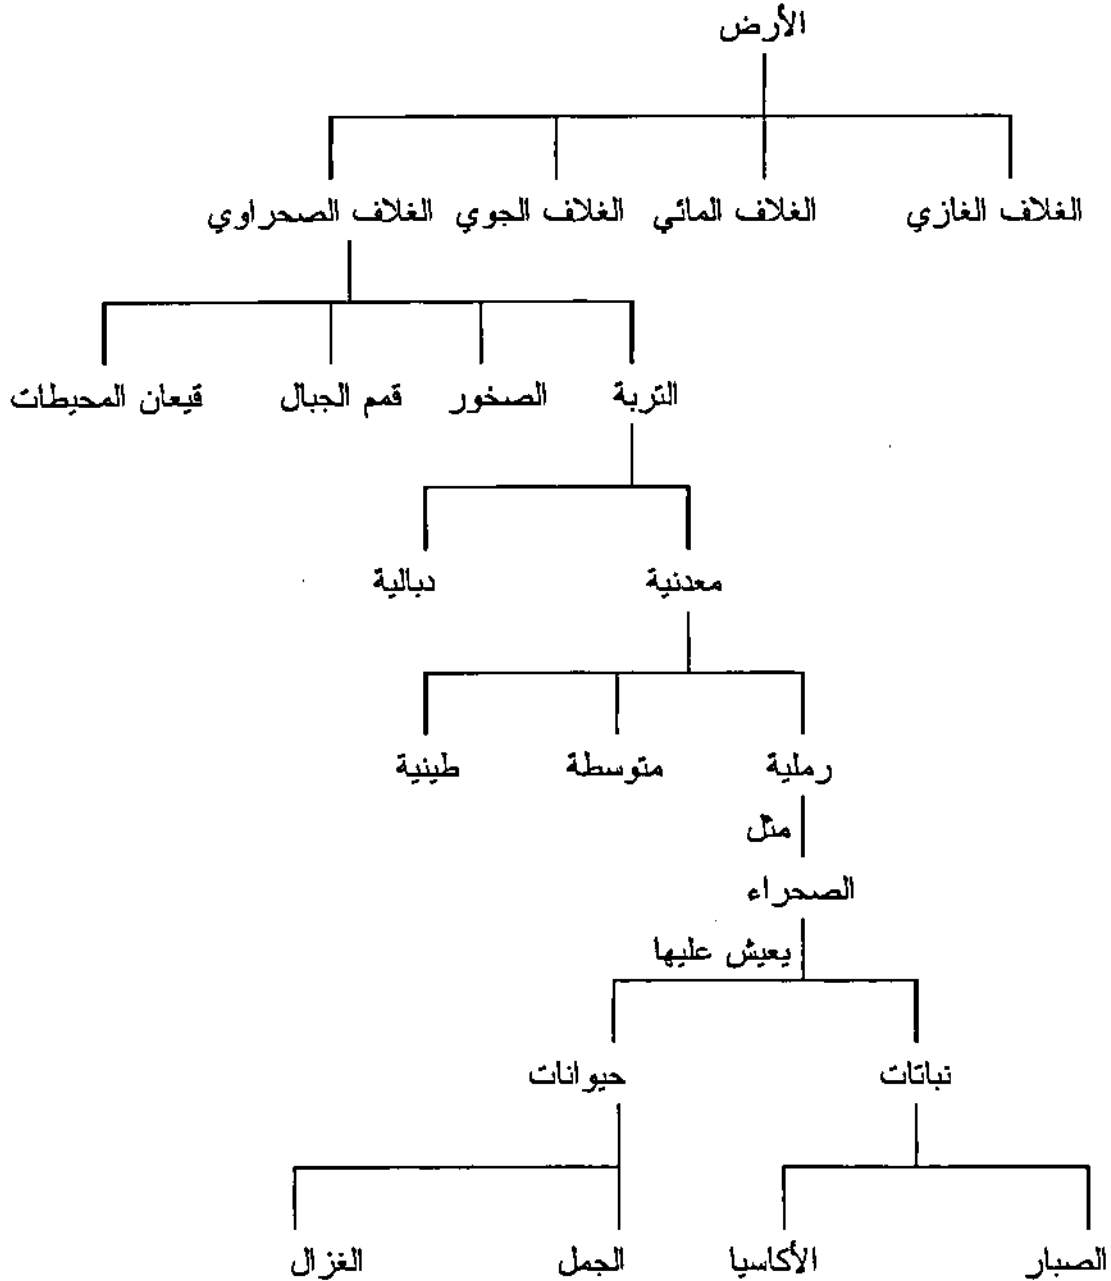 الأرض
الغلاف الغازي الغلاف المائي الغلاف الجوي الغلاف الصحراوي
التربة الصخور قمم الجبال قيعان المحيطات
معدنية دبالية
رملية متوسطة طينية
مثل
الصحراء
يعيش عليها
نباتات حيوانات
الصبار الأكاسيا الجمل الغزال